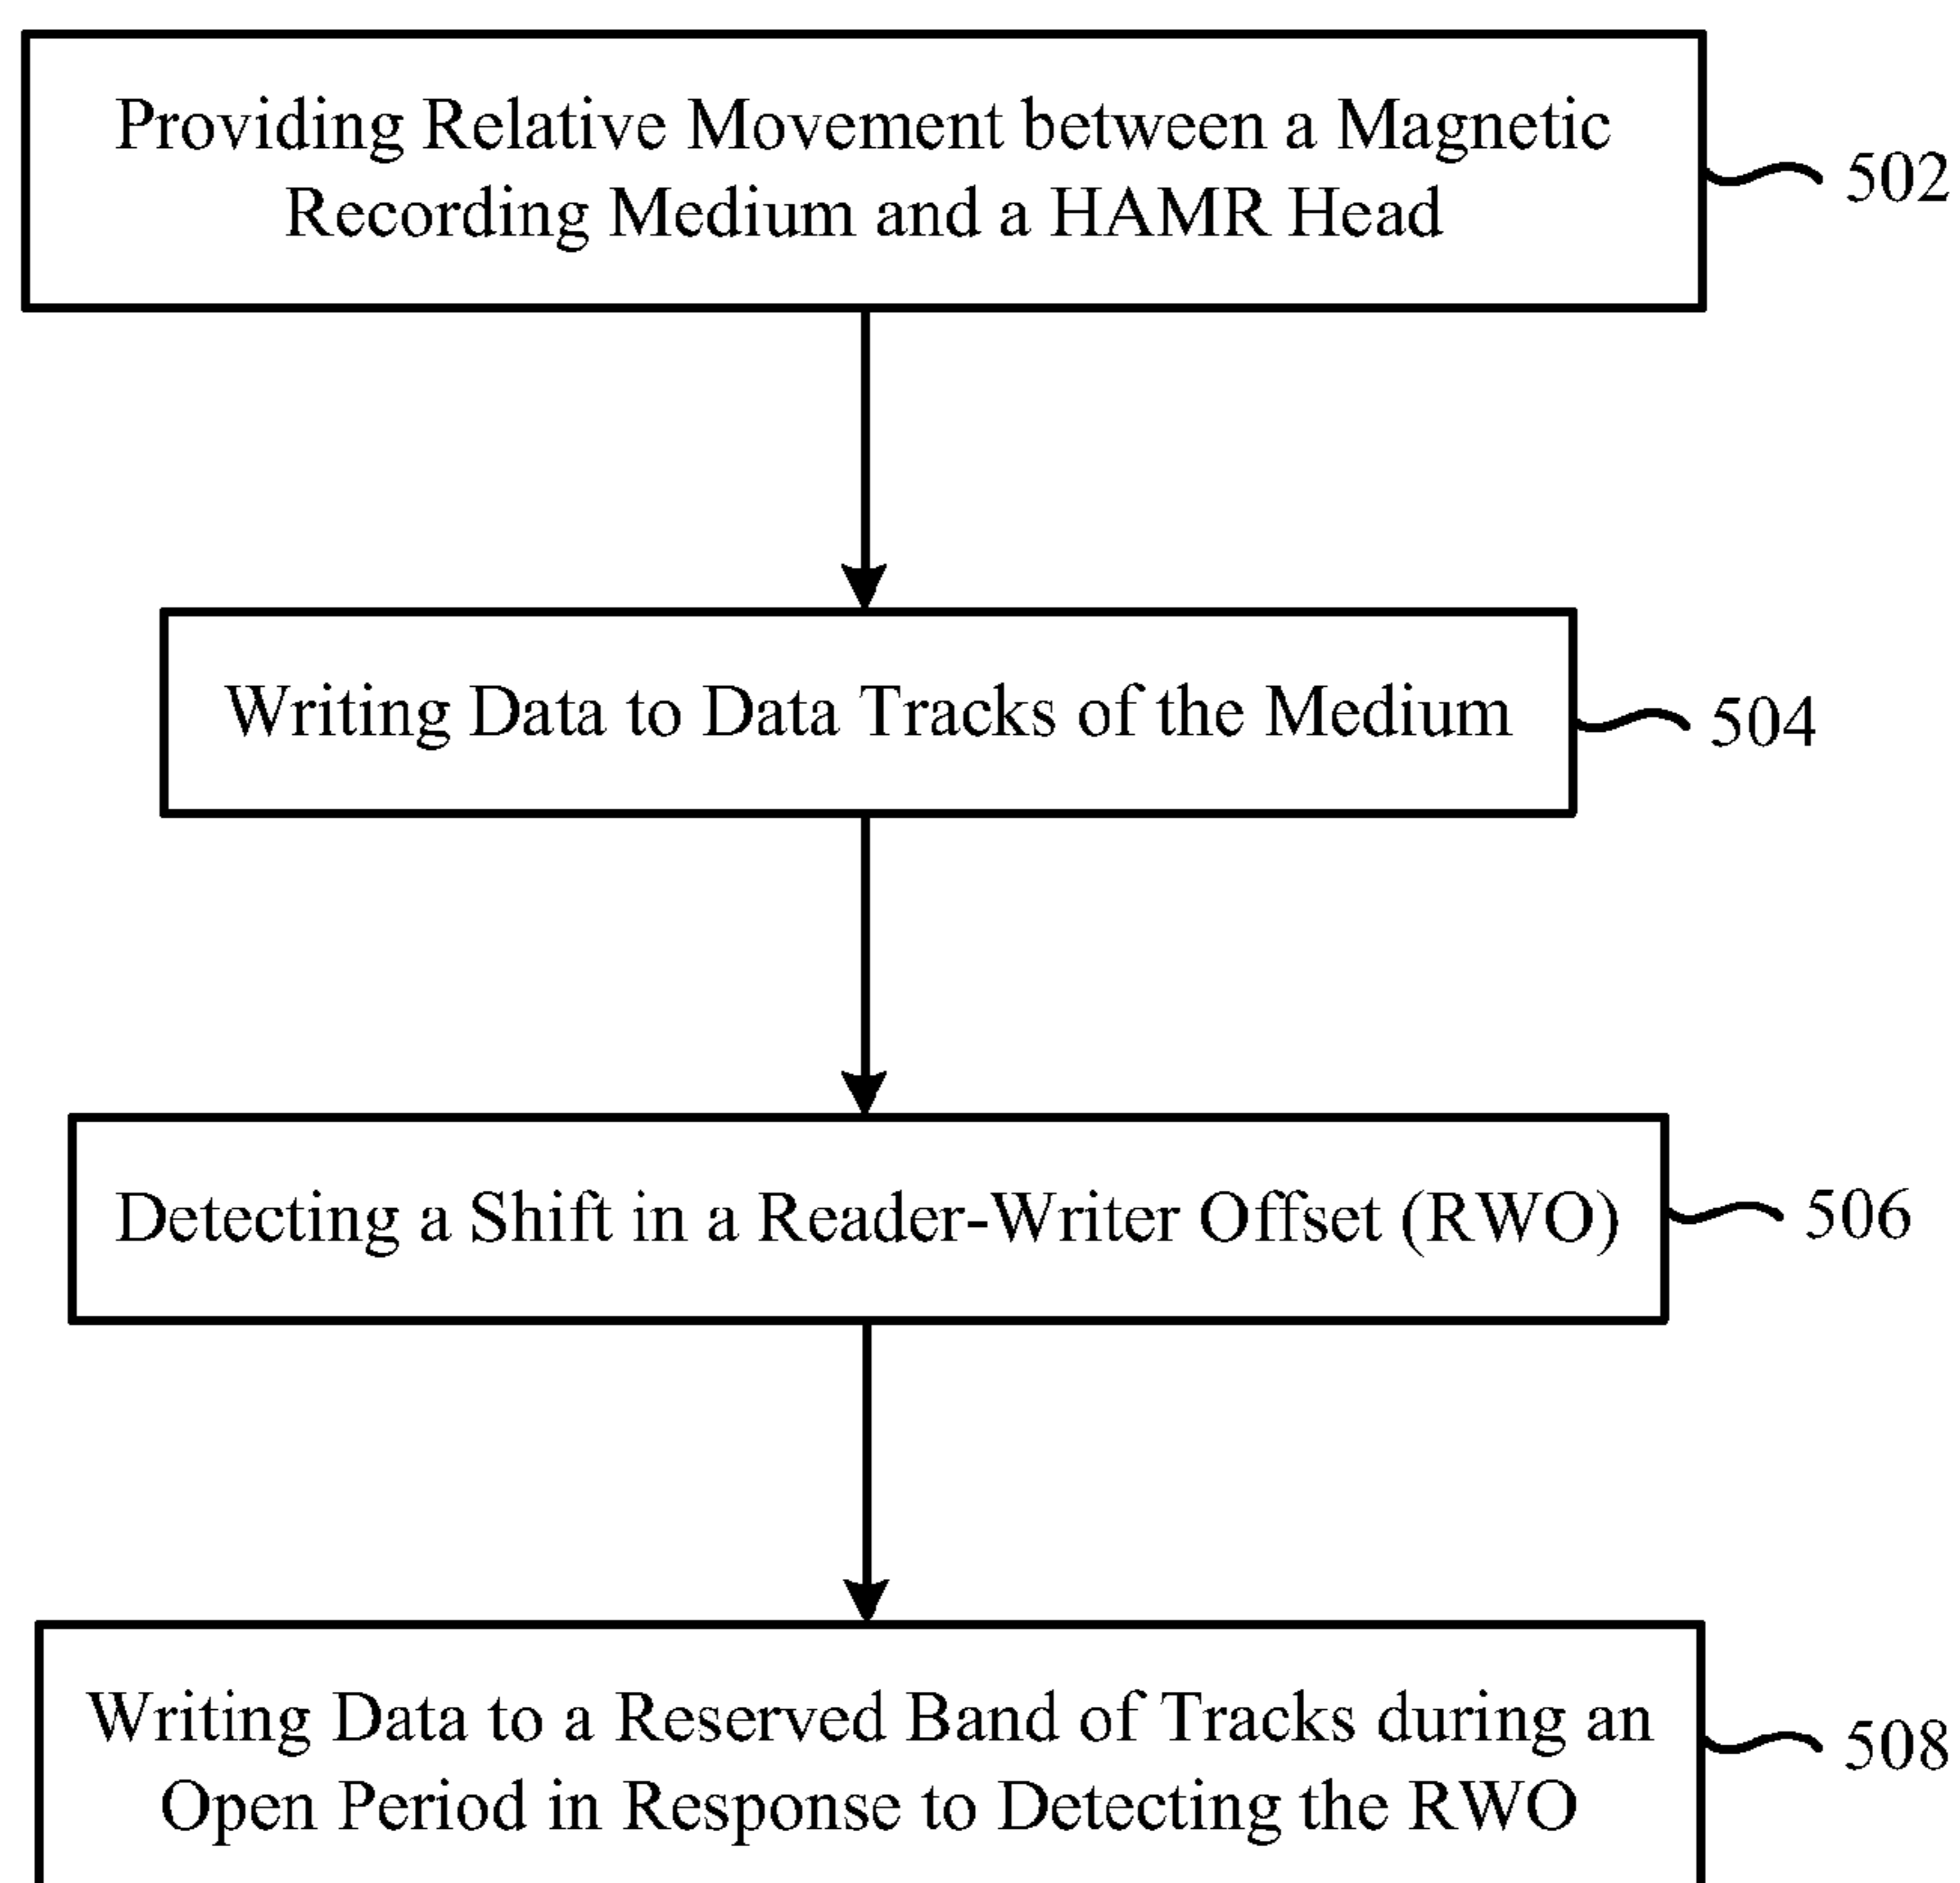 Providing Relative Movement between a Magnetic
Recording Medium and a HAMR Head
502
Writing Data to Data Tracks of the Medium
504
Detecting a Shift in a Reader-Writer Offset (RWO)
506
Writing Data to a Reserved Band of Tracks during an
Open Period in Response to Detecting the RWO
508